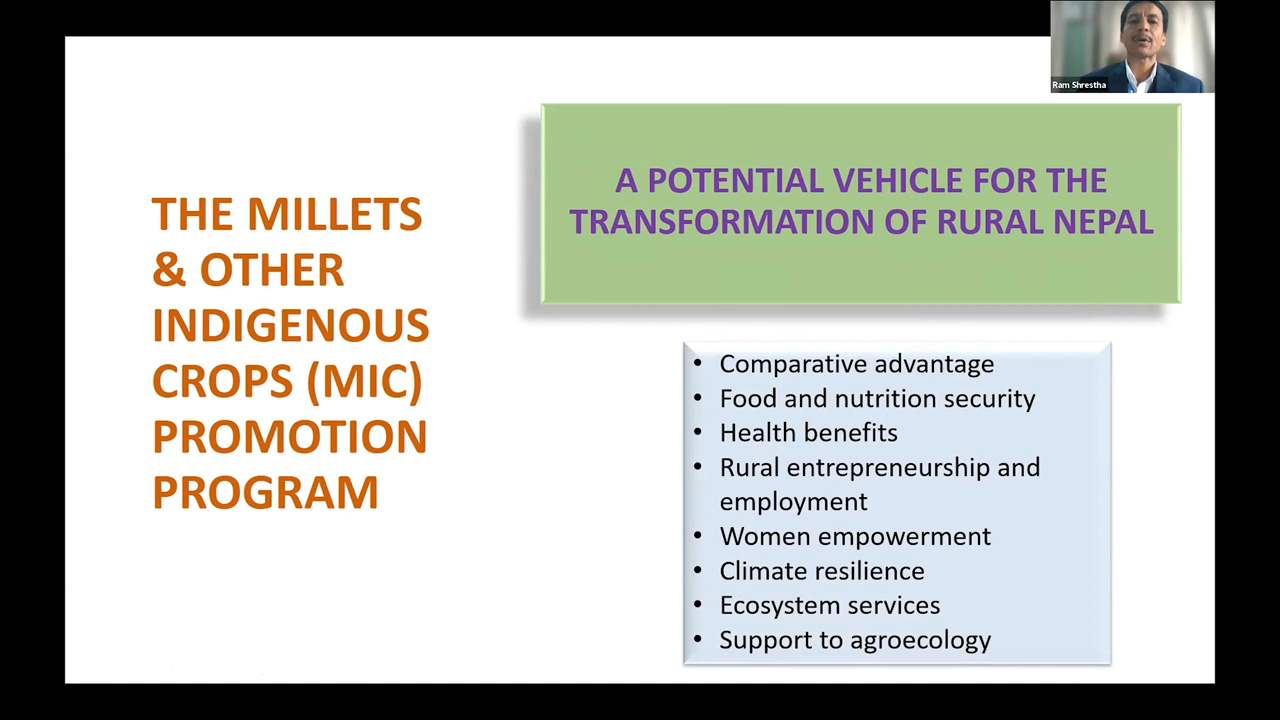 Ram Shrestha
A POTENTIAL VEHICLE FOR THE
TRANSFORMATION OF RURAL NEPAL
THE MILLETS
& OTHER
INDIGENOUS
CROPS (MIC)
PROMOTION
PROGRAM
• Comparative advantage
• Food and nutrition security
• Health benefits
• Rural entrepreneurship and
employment
• Women empowerment
• Climate resilience
• Ecosystem services
• Support to agroecology